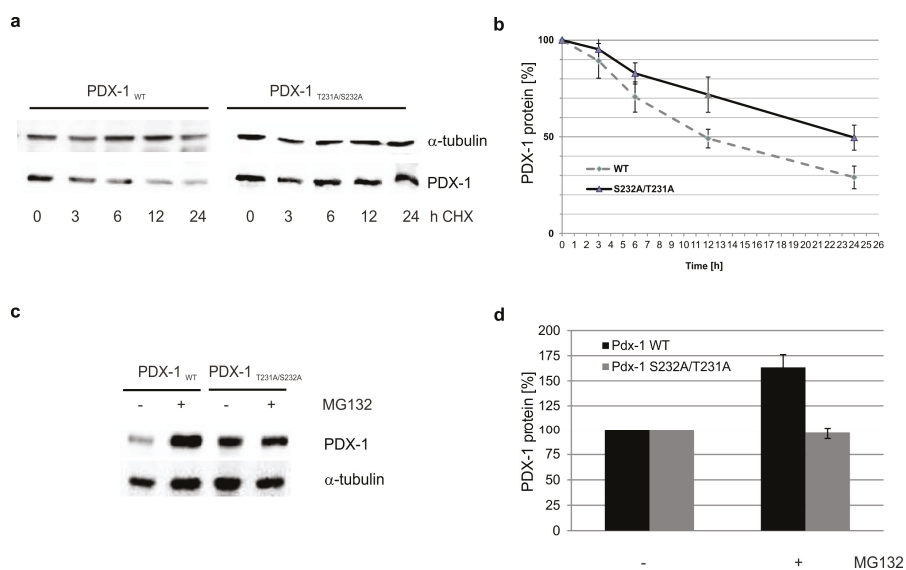 a
PDX-1 WT
PDX-1 T231A/S232A
α-tubulin
PDX-1
0 3 6 12 24 0 3 6 12 24 h CHX
b
PDX-1 protein [%]
100
50
0
WT
S232A/T231A
0 1 2 3 4 5 6 7 8 9 10 11 12 13 14 15 16 17 18 19 20 21 22 23 24 25 26
Time [h]
c
PDX-1 WT PDX-1 T231A/S232A
- + - + MG132
PDX-1
α-tubulin
d
PDX-1 protein [%]
200
175
150
125
100
75
50
25
0
Pdx-1 WT
Pdx-1 S232A/T231A
- + MG132